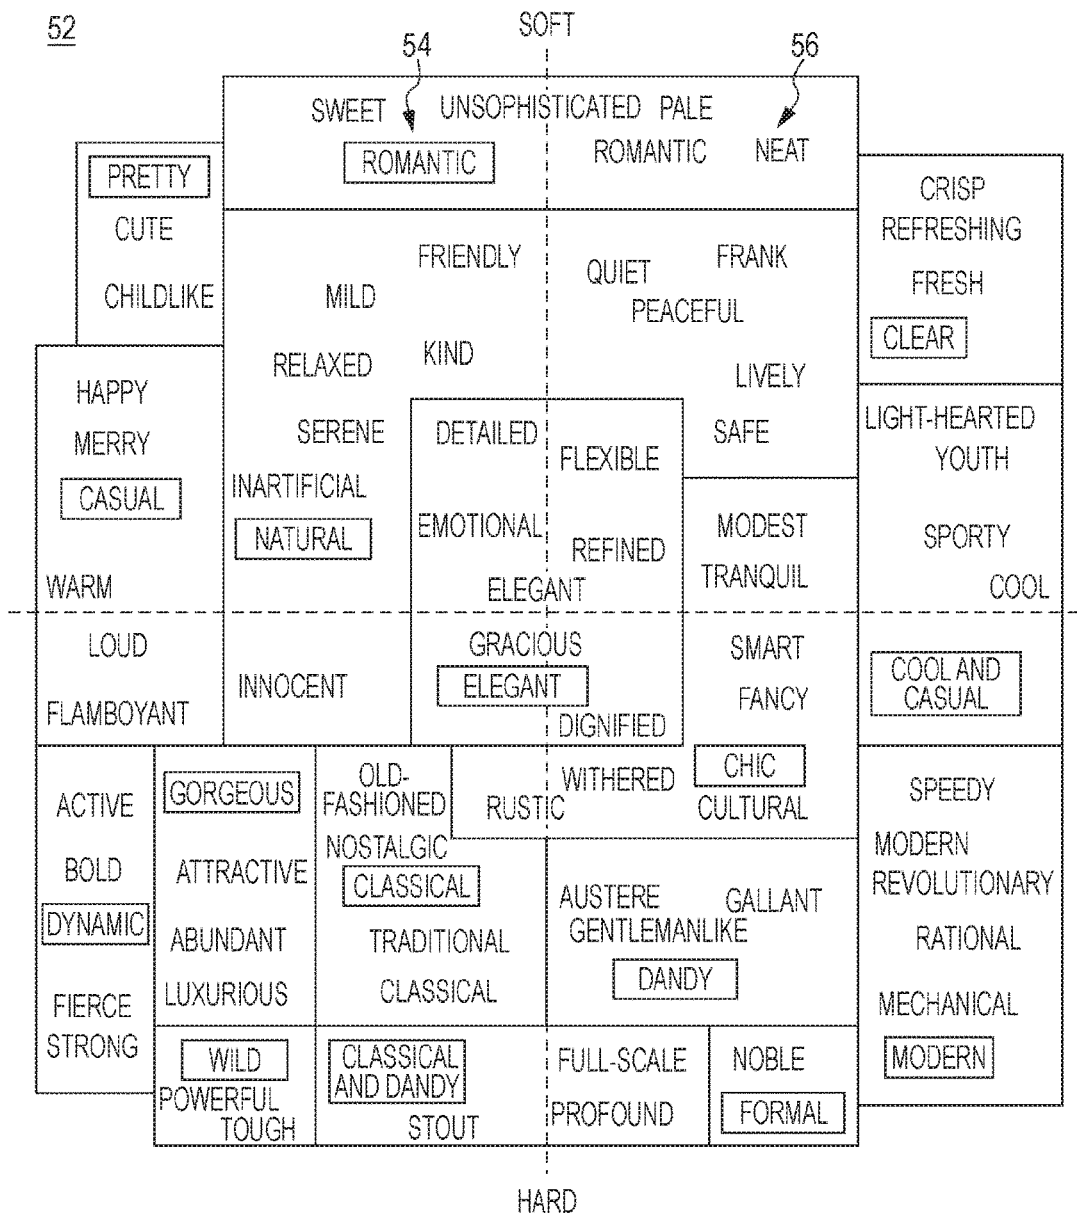 52
SOFT
54
56
SWEET UNSOPHISTICATED PALE
ROMANTIC
ROMANTIC NEAT
PRETTY
CUTE
CHILDLIKE
CRISP
REFRESHING
FRESH
CLEAR
FRIENDLY
MILD
KIND
RELAXED
SERENE
INARTIFICIAL
NATURAL
QUIET
FRANK
PEACEFUL
LIVELY
SAFE
HAPPY
MERRY
CASUAL
WARM
LOUD
FLAMBOYANT
DETAILED
FLEXIBLE
EMOTIONAL
REFINED
ELEGANT
GRACIOUS
ELEGANT
DIGNIFIED
INNOCENT
MODEST
TRANQUIL
SMART
FANCY
CHIC
WITHERED
RUSTIC
CULTURAL
LIGHT-HEARTED
YOUTH
SPORTY
COOL
COOL AND
CASUAL
ACTIVE
BOLD
DYNAMIC
FIERCE
STRONG
GORGEOUS
ATTRACTIVE
ABUNDANT
LUXURIOUS
OLD-
FASHIONED
NOSTALGIC
CLASSICAL
TRADITIONAL
CLASSICAL
AUSTERE
GALLANT
GENTLEMANLIKE
DANDY
SPEEDY
MODERN
REVOLUTIONARY
RATIONAL
MECHANICAL
MODERN
WILD
POWERFUL
TOUGH
CLASSICAL
AND DANDY
STOUT
FULL-SCALE
PROFOUND
NOBLE
FORMAL
HARD